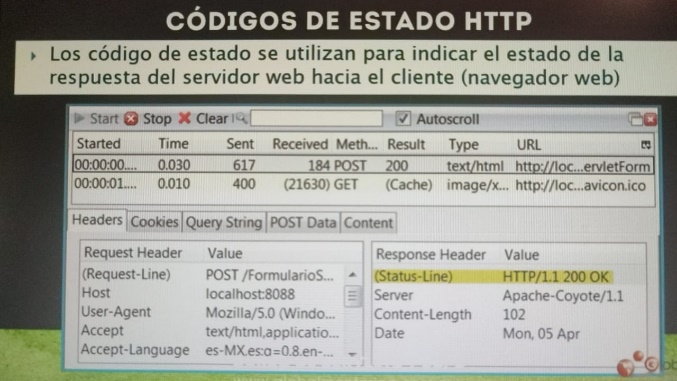 CÓDIGOS DE ESTADO HTTP
Los código de estado se utilizan para indicar el estado de la
respuesta del servidor web hacia el cliente (navegador web)
Start Stop Clear Autoscroll
Started Time Sent Received Meth... Result Type URL
00:00:00.... 0.030 617 184 POST 200 text/html http://loc...ervletForm
00:00:01.... 0.010 400 (21630) GET (Cache) image/x... http://loc...avicon.ico
Headers Cookies Query String POST Data Content
Request Header Value
(Request-Line) POST /FormularioS...
Host localhost:8088
User-Agent Mozilla/5.0 (Windo...
Accept text/html,applicatio...
Accept-Language es-MX,es;q=0.8,en-...
Response Header Value
(Status-Line) HTTP/1.1 200 OK
Server Apache-Coyote/1.1
Content-Length 102
Date Mon, 05 Apr